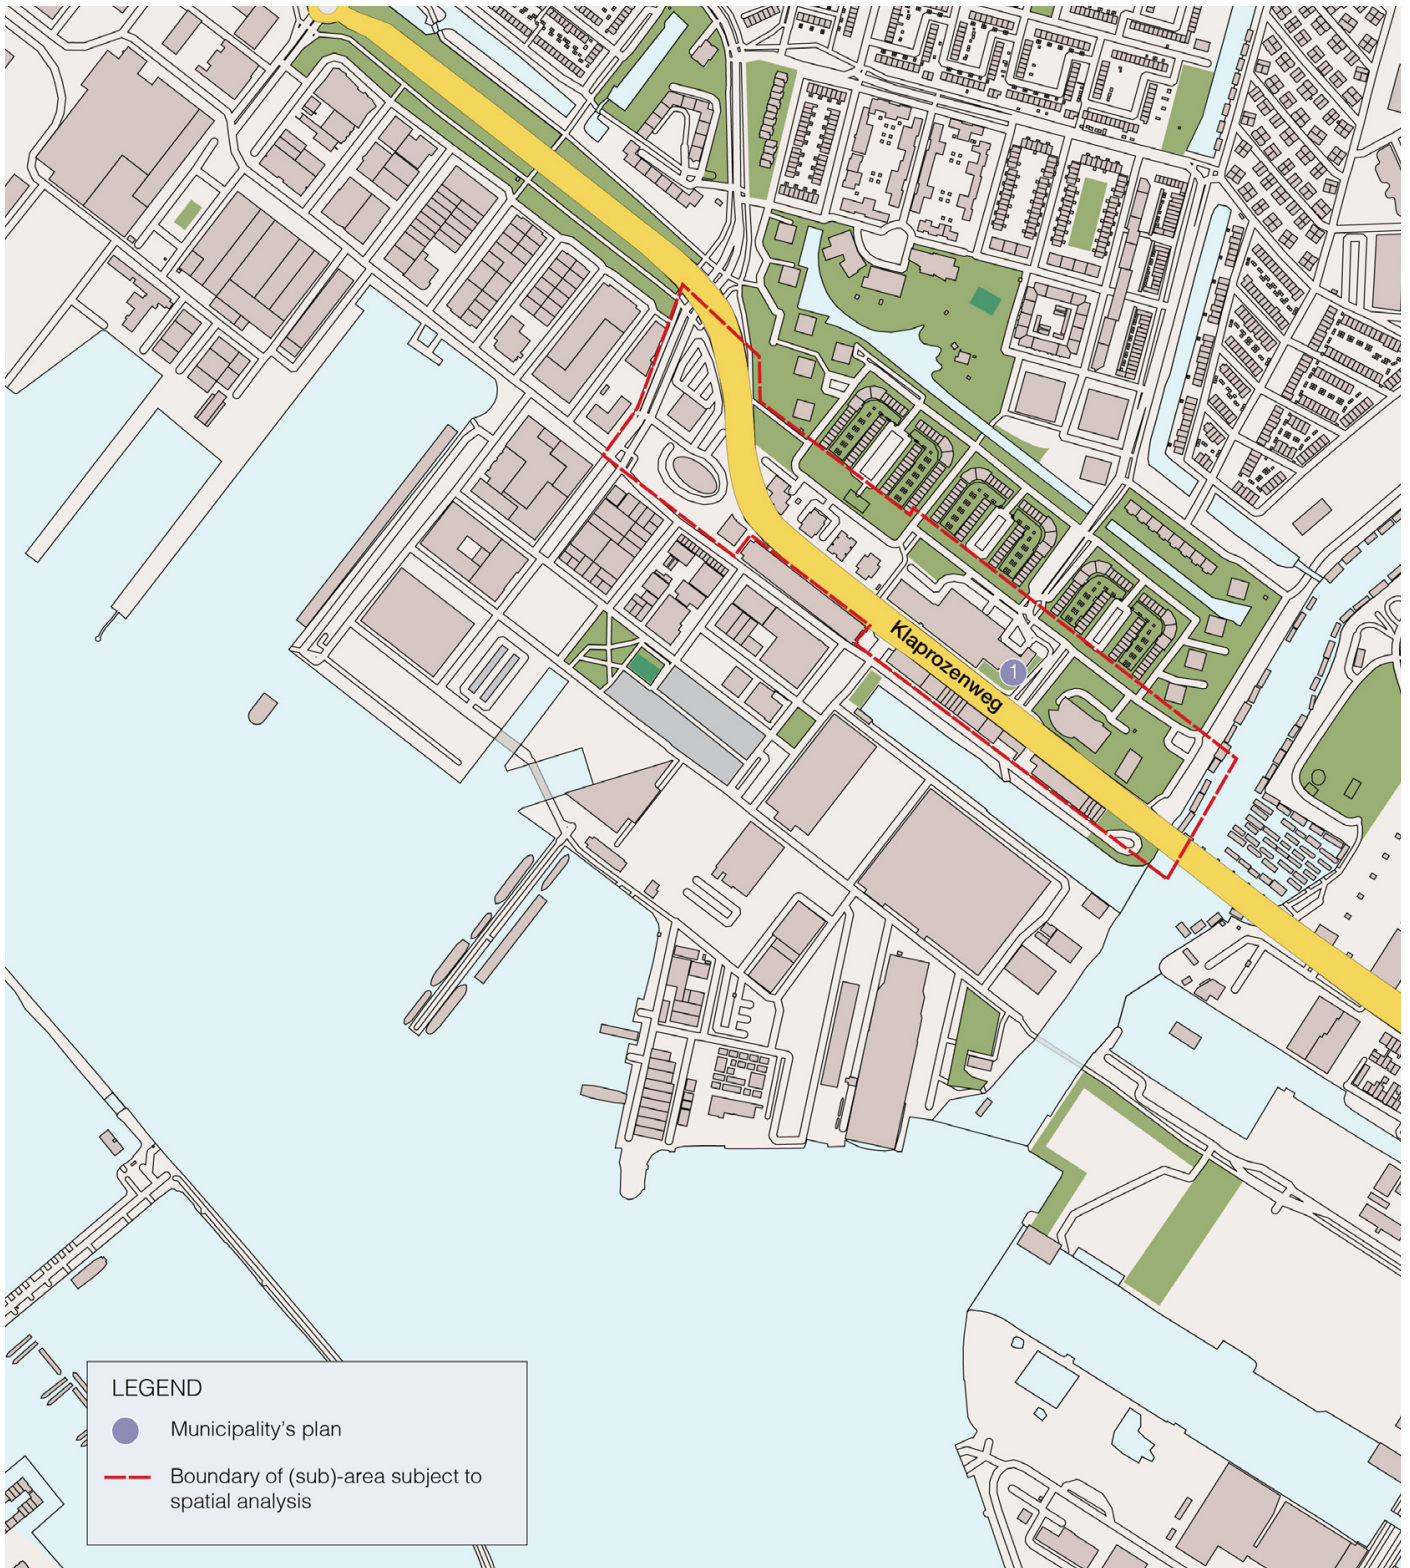 Klaprozenweg
1
LEGEND
Municipality's plan
Boundary of (sub)-area subject to
spatial analysis